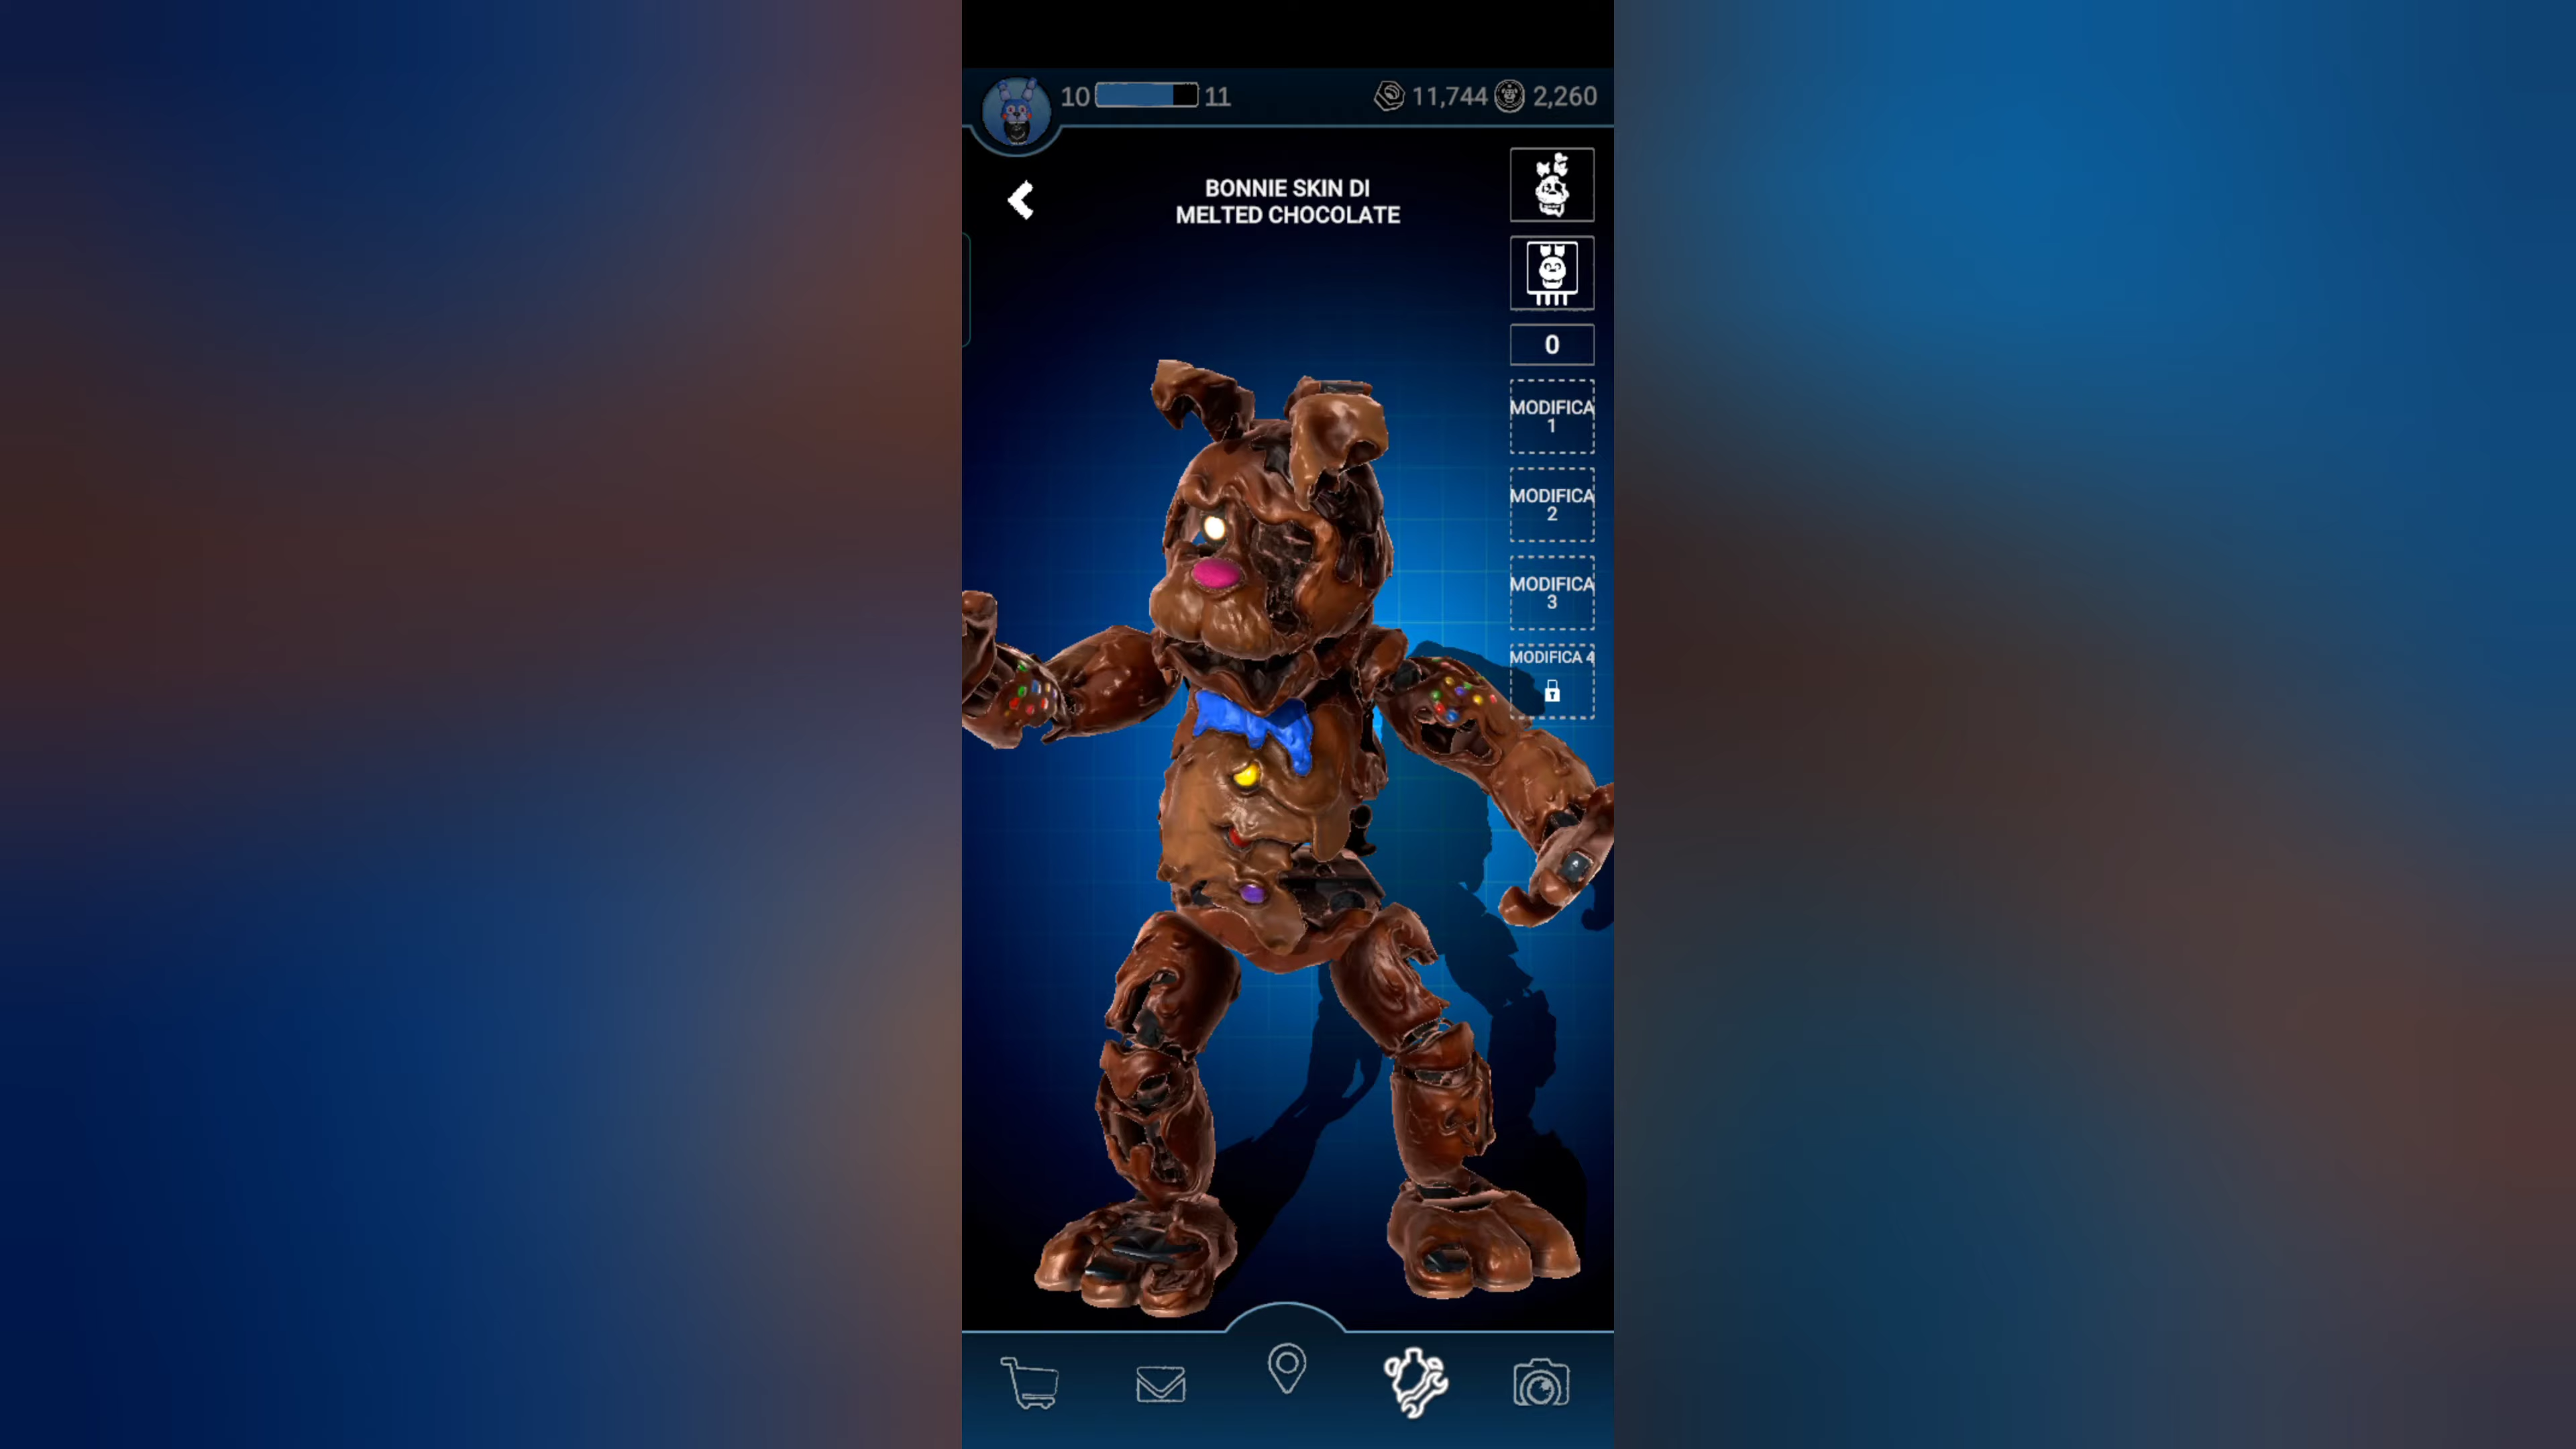 10 11 11,744 2,260
BONNIE SKIN DI
MELTED CHOCOLATE
0
MODIFICA
1
MODIFICA
2
MODIFICA
3
MODIFICA 4